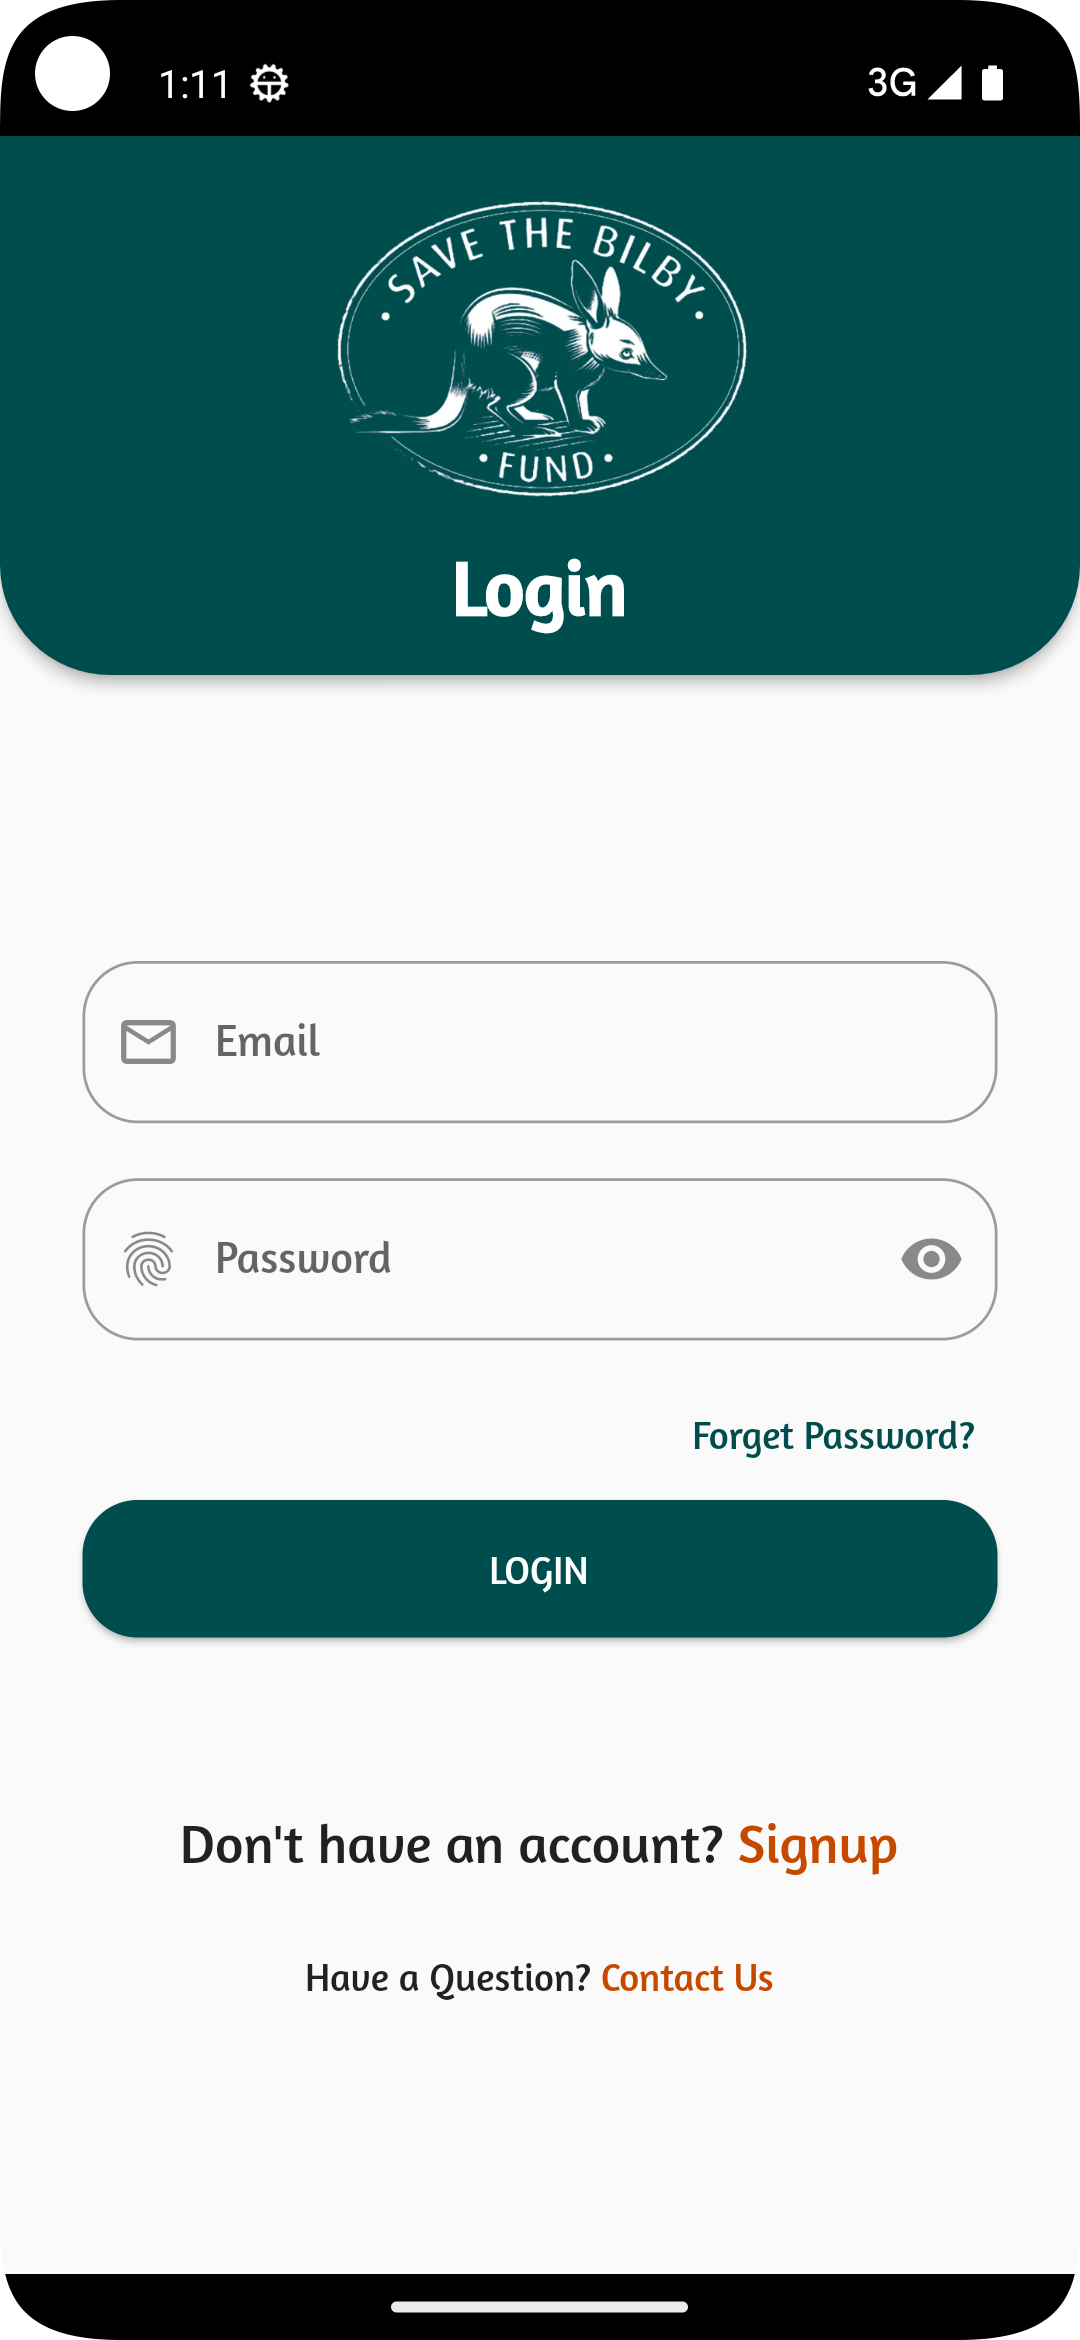 1:11
3G
SAVE THE BILBY
FUND
Login
Email
Password
Forget Password?
LOGIN
Don't have an account? Signup
Have a Question? Contact Us